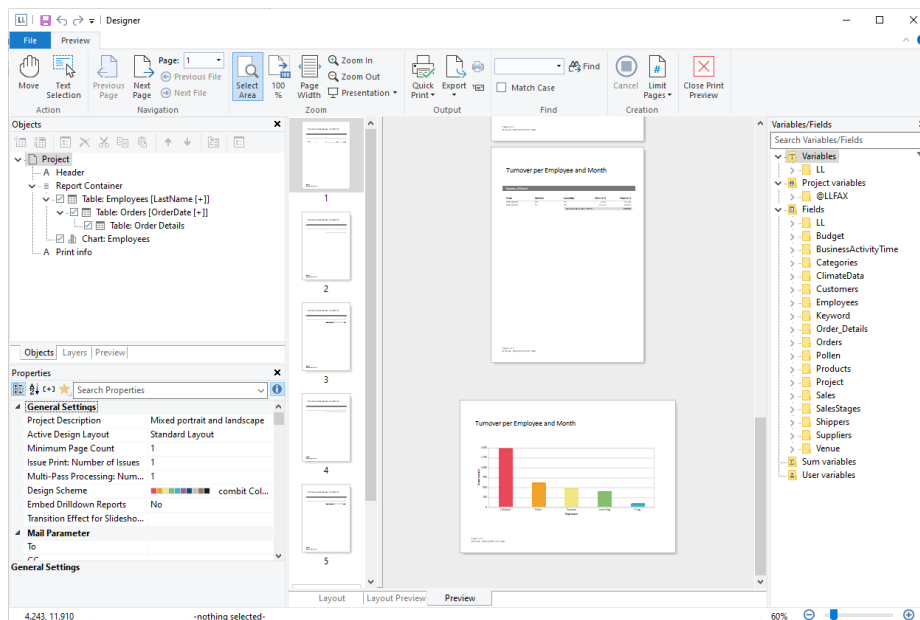 Designer
File Preview
Move Text Selection Previous Page Next Page Page: 1 Previous File Next File Select Area 100 % Page Width Zoom In Zoom Out Presentation Quick Print Export Find Match Case Cancel Limit Pages Close Print Preview
Action Navigation Zoom Output Find Creation
Objects
Project
Header
Report Container
Table: Employees [LastName [+]]
Table: Orders [OrderDate [+]]
Table: Order Details
Chart: Employees
Print info
Objects Layers Preview
Properties
Search Properties
General Settings
Project Description Mixed portrait and landscape
Active Design Layout Standard Layout
Minimum Page Count 1
Issue Print: Number of Issues 1
Multi-Pass Processing: Num... 1
Design Scheme combit Col...
Embed Drilldown Reports No
Transition Effect for Slidesho...
Mail Parameter
To
CC
General Settings
1
2
3
4
5
Turnover per Employee and Month
Turnover per Employee and Month
Layout Layout Preview Preview
Variables/Fields
Search Variables/Fields
Variables
LL
Project variables
@LLFAX
Fields
LL
Budget
BusinessActivityTime
Categories
ClimateData
Customers
Employees
Keyword
Order_Details
Orders
Pollen
Products
Project
Sales
SalesStages
Shippers
Suppliers
Venue
Sum variables
User variables
4.243, 11.910 -nothing selected- 60%